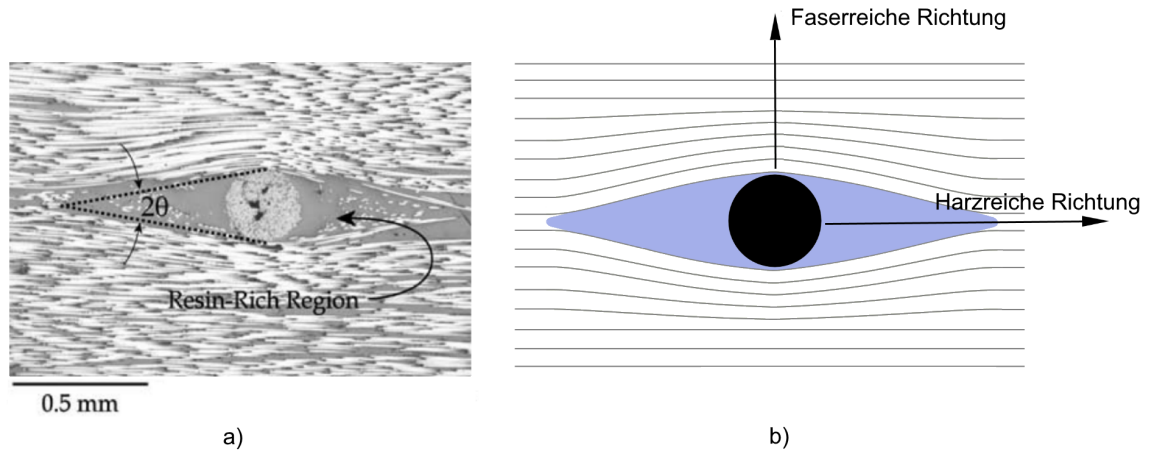 Faserreiche Richtung
2θ
Harzreiche Richtung
Resin-Rich Region
0.5 mm
a)
b)